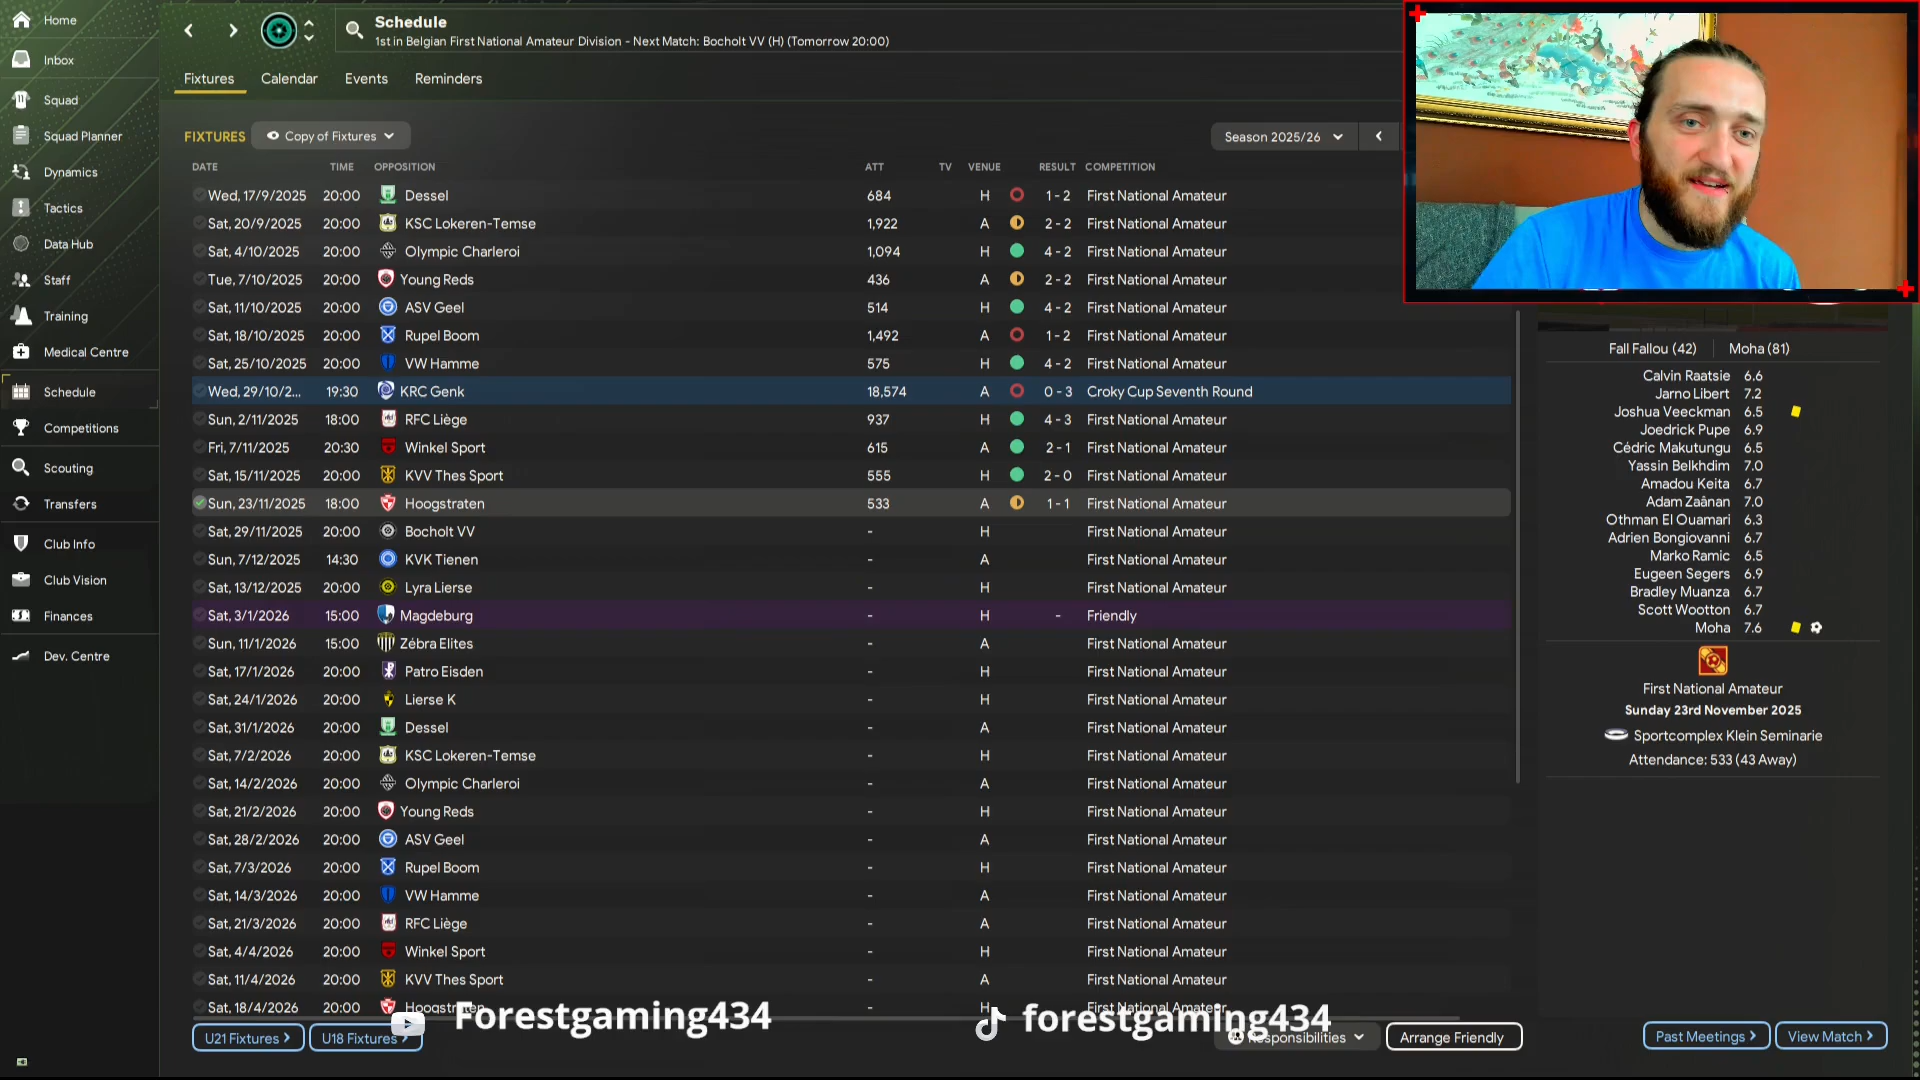 Home
Inbox
Squad
Squad Planner
Dynamics
Tactics
Data Hub
Staff
Training
Medical Centre
Schedule
Competitions
Scouting
Transfers
Club Info
Club Vision
Finances
Dev. Centre
Schedule
1st in Belgian First National Amateur Division - Next Match: Bocholt VV (H) (Tomorrow 20:00)
Fixtures Calendar Events Reminders
FIXTURES Copy of Fixtures Season 2025/26
DATE TIME OPPOSITION ATT TV VENUE RESULT COMPETITION
Wed, 17/9/2025 20:00 Dessel 684 H 1 - 2 First National Amateur
Sat, 20/9/2025 20:00 KSC Lokeren-Temse 1,922 A 2 - 2 First National Amateur
Sat, 4/10/2025 20:00 Olympic Charleroi 1,094 H 4 - 2 First National Amateur
Tue, 7/10/2025 20:00 Young Reds 436 A 2 - 2 First National Amateur
Sat, 11/10/2025 20:00 ASV Geel 514 H 4 - 2 First National Amateur
Sat, 18/10/2025 20:00 Rupel Boom 1,492 A 1 - 2 First National Amateur
Sat, 25/10/2025 20:00 VW Hamme 575 H 4 - 2 First National Amateur
Wed, 29/10/2... 19:30 KRC Genk 18,574 A 0 - 3 Croky Cup Seventh Round
Sun, 2/11/2025 18:00 RFC Liège 937 H 4 - 3 First National Amateur
Fri, 7/11/2025 20:30 Winkel Sport 615 A 2 - 1 First National Amateur
Sat, 15/11/2025 20:00 KVV Thes Sport 555 H 2 - 0 First National Amateur
Sun, 23/11/2025 18:00 Hoogstraten 533 A 1 - 1 First National Amateur
Sat, 29/11/2025 20:00 Bocholt VV - H First National Amateur
Sun, 7/12/2025 14:30 KVK Tienen - A First National Amateur
Sat, 13/12/2025 20:00 Lyra Lierse - H First National Amateur
Sat, 3/1/2026 15:00 Magdeburg - H - Friendly
Sun, 11/1/2026 15:00 Zébra Elites - A First National Amateur
Sat, 17/1/2026 20:00 Patro Eisden - H First National Amateur
Sat, 24/1/2026 20:00 Lierse K - H First National Amateur
Sat, 31/1/2026 20:00 Dessel - A First National Amateur
Sat, 7/2/2026 20:00 KSC Lokeren-Temse - H First National Amateur
Sat, 14/2/2026 20:00 Olympic Charleroi - A First National Amateur
Sat, 21/2/2026 20:00 Young Reds - H First National Amateur
Sat, 28/2/2026 20:00 ASV Geel - A First National Amateur
Sat, 7/3/2026 20:00 Rupel Boom - H First National Amateur
Sat, 14/3/2026 20:00 VW Hamme - A First National Amateur
Sat, 21/3/2026 20:00 RFC Liège - A First National Amateur
Sat, 4/4/2026 20:00 Winkel Sport - H First National Amateur
Sat, 11/4/2026 20:00 KVV Thes Sport - A First National Amateur
Sat, 18/4/2026 20:00 Hoogstraten - H First National Amateur
Forestgaming434 forestgaming434
U21 Fixtures U18 Fixtures Responsibilities Arrange Friendly
Fall Fallou (42) Moha (81)
Calvin Raatsie 6.6
Jarno Libert 7.2
Joshua Veeckman 6.5
Joedrick Pupe 6.9
Cédric Makutungu 6.5
Yassin Belkhdim 7.0
Amadou Keita 6.7
Adam Zaânan 7.0
Othman El Ouamari 6.3
Adrien Bongiovanni 6.7
Marko Ramic 6.5
Eugeen Segers 6.9
Bradley Muanza 6.7
Scott Wootton 6.7
Moha 7.6
First National Amateur
Sunday 23rd November 2025
Sportcomplex Klein Seminarie
Attendance: 533 (43 Away)
Past Meetings View Match